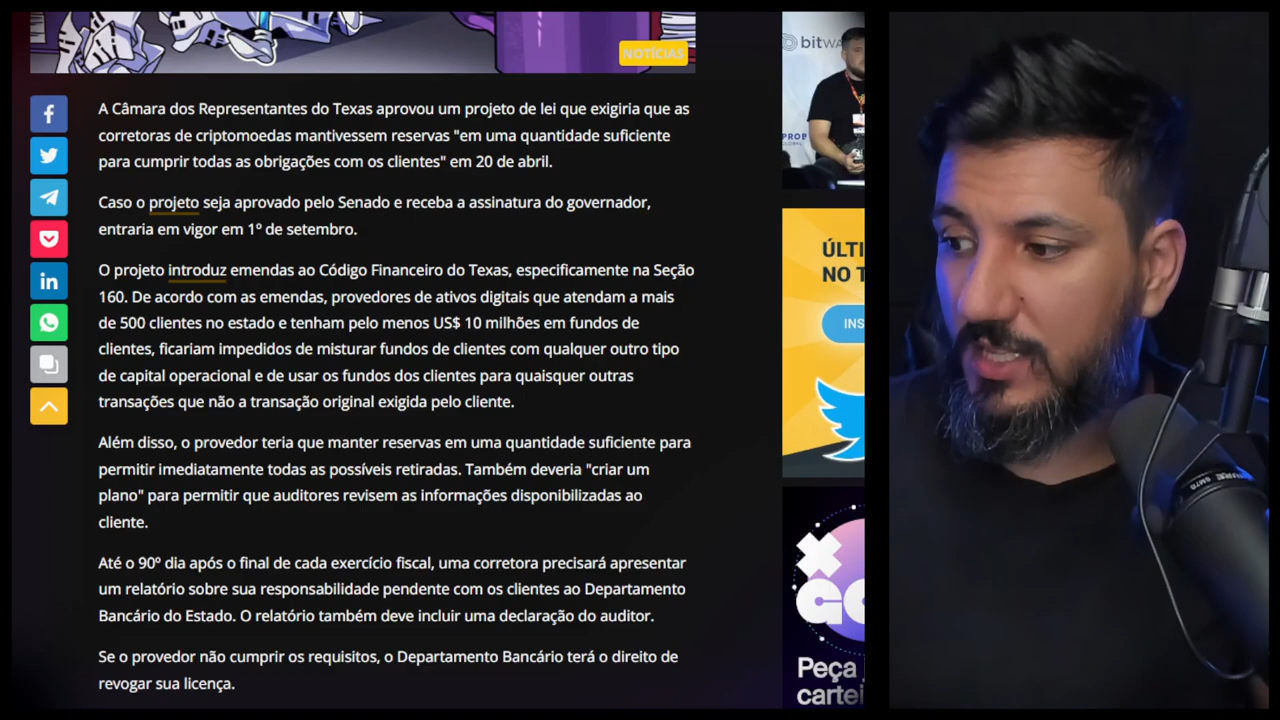 NOTÍCIAS
bitwa
PROP
GLOBAL
A Câmara dos Representantes do Texas aprovou um projeto de lei que exigiria que as
corretoras de criptomoedas mantivessem reservas "em uma quantidade suficiente
para cumprir todas as obrigações com os clientes" em 20 de abril.
Caso o projeto seja aprovado pelo Senado e receba a assinatura do governador,
entraria em vigor em 1º de setembro.
O projeto introduz emendas ao Código Financeiro do Texas, especificamente na Seção
160. De acordo com as emendas, provedores de ativos digitais que atendam a mais
de 500 clientes no estado e tenham pelo menos US$ 10 milhões em fundos de
clientes, ficariam impedidos de misturar fundos de clientes com qualquer outro tipo
de capital operacional e de usar os fundos dos clientes para quaisquer outras
transações que não a transação original exigida pelo cliente.
Além disso, o provedor teria que manter reservas em uma quantidade suficiente para
permitir imediatamente todas as possíveis retiradas. Também deveria "criar um
plano" para permitir que auditores revisem as informações disponibilizadas ao
cliente.
Até o 90º dia após o final de cada exercício fiscal, uma corretora precisará apresentar
um relatório sobre sua responsabilidade pendente com os clientes ao Departamento
Bancário do Estado. O relatório também deve incluir uma declaração do auditor.
Se o provedor não cumprir os requisitos, o Departamento Bancário terá o direito de
revogar sua licença.
ÚLTI
NO T
INS
Peça
cartei
SHURE SM7B